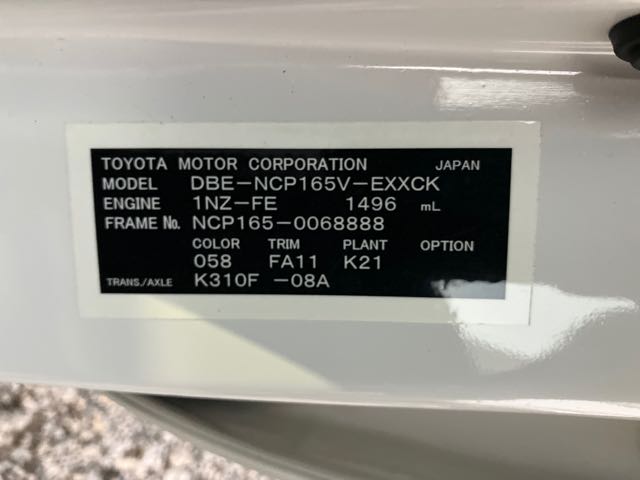 TOYOTA MOTOR CORPORATION JAPAN
MODEL DBE-NCP165V-EXXCK
ENGINE 1NZ-FE 1496 mL
FRAME No. NCP165-0068888
COLOR TRIM PLANT OPTION
058 FA11 K21
TRANS./AXLE K310F -08A